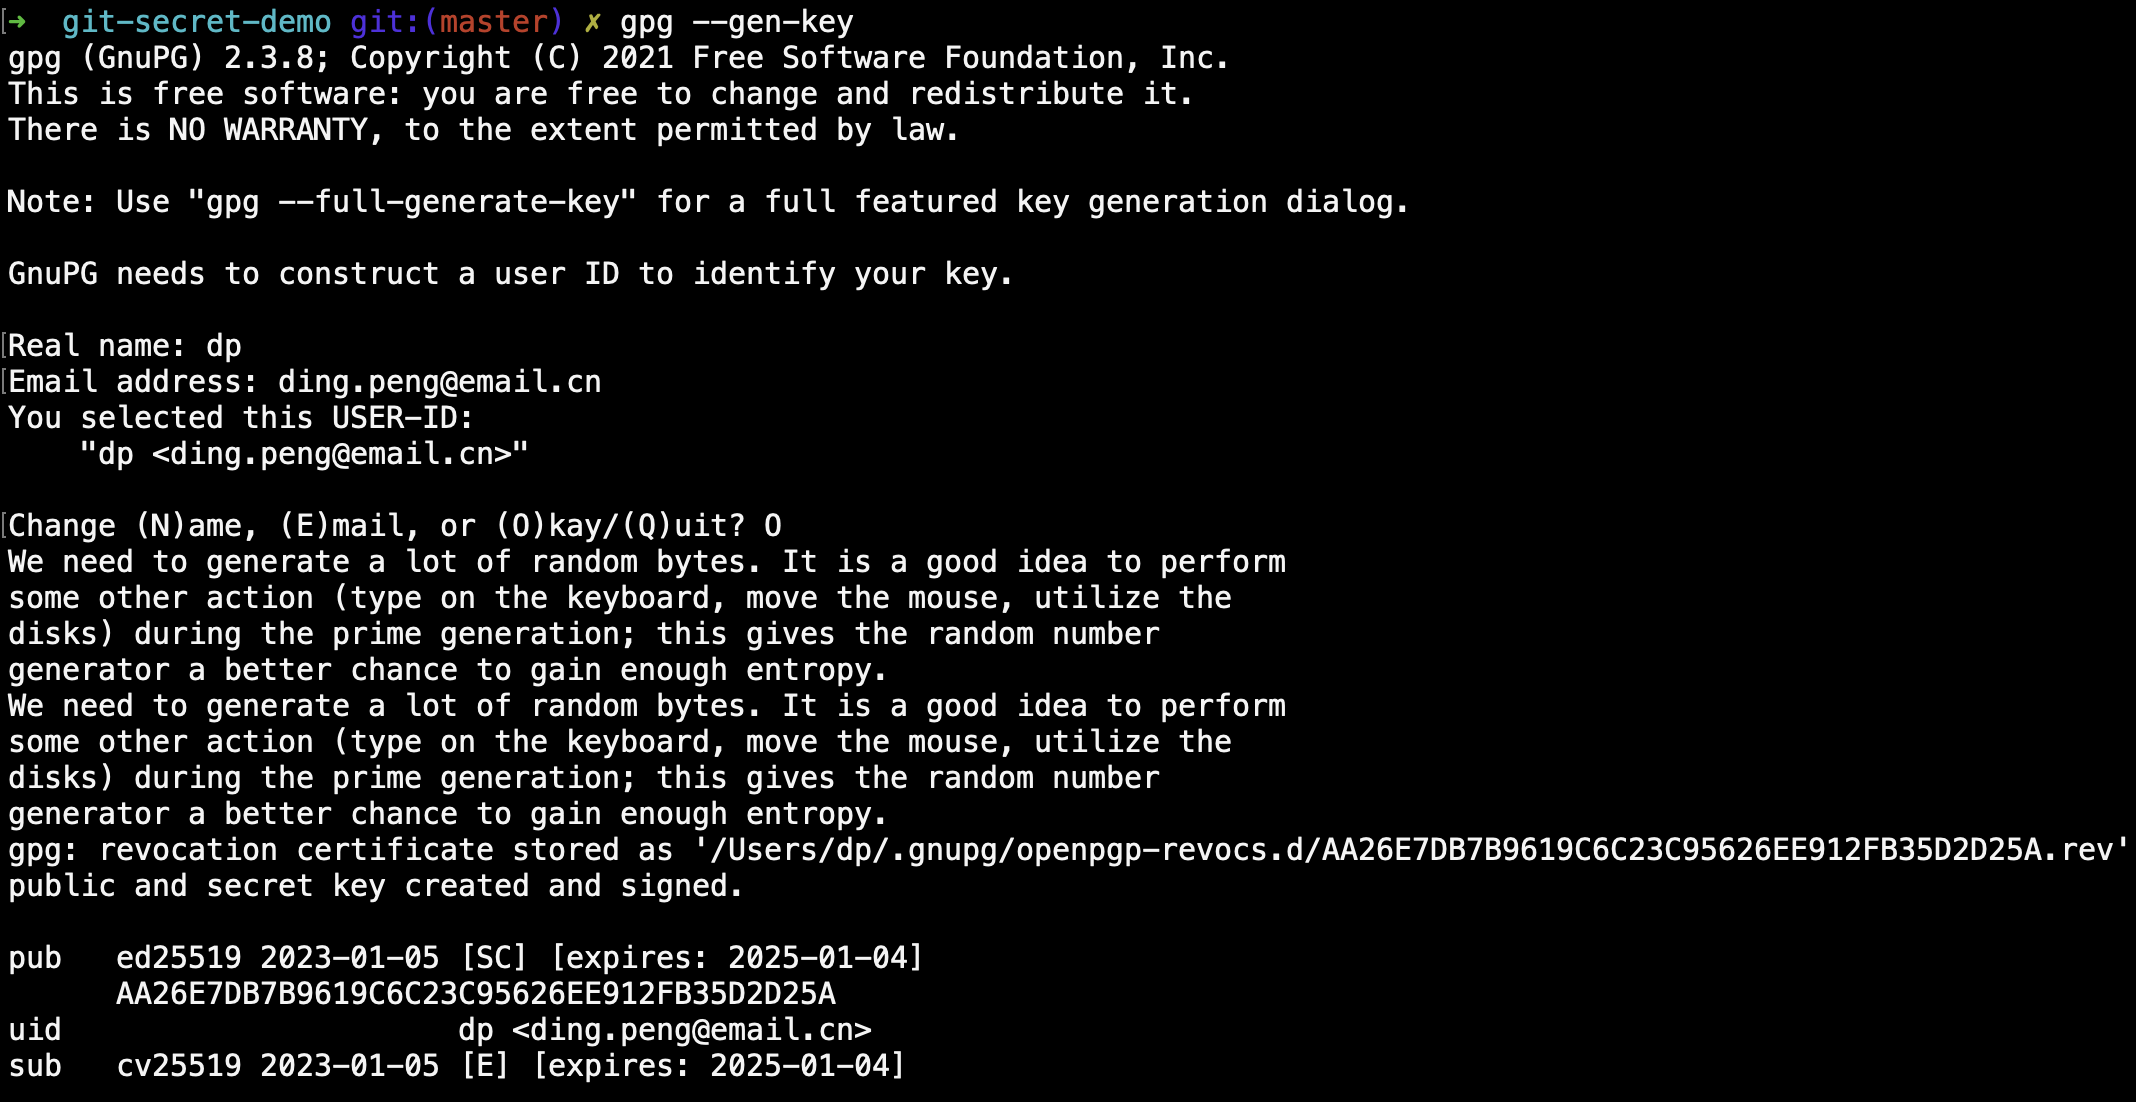 ➜  git-secret-demo git:(master) ✗ gpg --gen-key
gpg (GnuPG) 2.3.8; Copyright (C) 2021 Free Software Foundation, Inc.
This is free software: you are free to change and redistribute it.
There is NO WARRANTY, to the extent permitted by law.

Note: Use "gpg --full-generate-key" for a full featured key generation dialog.

GnuPG needs to construct a user ID to identify your key.

Real name: dp
Email address: ding.peng@email.cn
You selected this USER-ID:
    "dp <ding.peng@email.cn>"

Change (N)ame, (E)mail, or (O)kay/(Q)uit? O
We need to generate a lot of random bytes. It is a good idea to perform
some other action (type on the keyboard, move the mouse, utilize the
disks) during the prime generation; this gives the random number
generator a better chance to gain enough entropy.
We need to generate a lot of random bytes. It is a good idea to perform
some other action (type on the keyboard, move the mouse, utilize the
disks) during the prime generation; this gives the random number
generator a better chance to gain enough entropy.
gpg: revocation certificate stored as '/Users/dp/.gnupg/openpgp-revocs.d/AA26E7DB7B9619C6C23C95626EE912FB35D2D25A.rev'
public and secret key created and signed.

pub   ed25519 2023-01-05 [SC] [expires: 2025-01-04]
      AA26E7DB7B9619C6C23C95626EE912FB35D2D25A
uid                      dp <ding.peng@email.cn>
sub   cv25519 2023-01-05 [E] [expires: 2025-01-04]